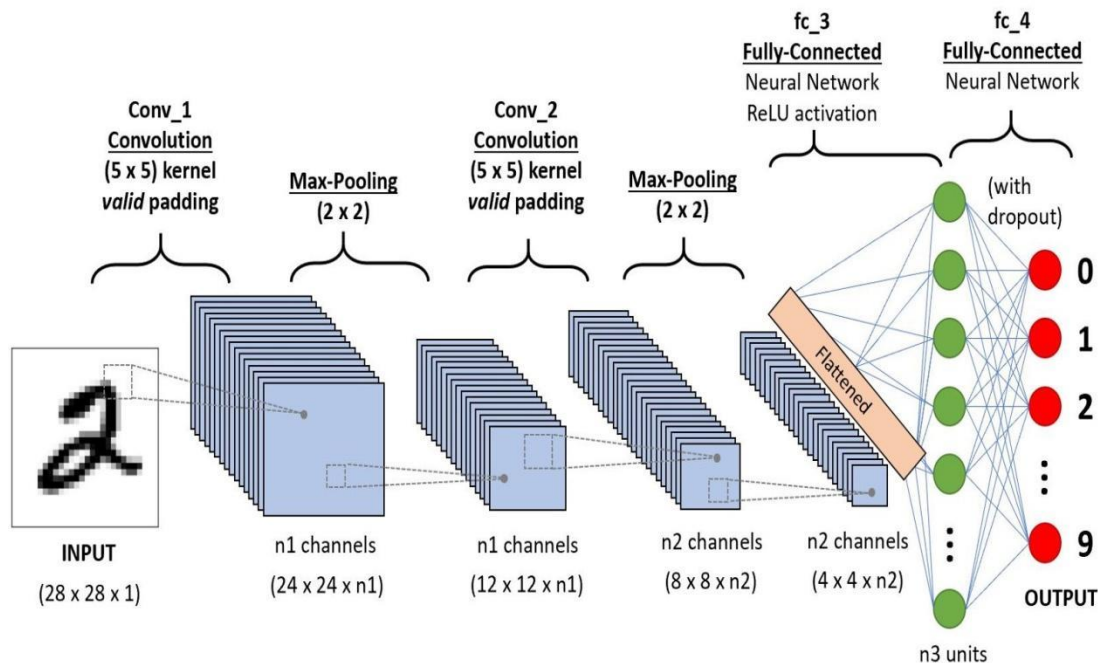 fc_3
Fully-Connected
Neural Network
ReLU activation
fc_4
Fully-Connected
Neural Network
Conv_1
Convolution
(5 x 5) kernel
valid padding
Max-Pooling
(2 x 2)
Conv_2
Convolution
(5 x 5) kernel
valid padding
Max-Pooling
(2 x 2)
(with
dropout)
Flattened
0
1
2
9
OUTPUT
INPUT
(28 x 28 x 1)
n1 channels
(24 x 24 x n1)
n1 channels
(12 x 12 x n1)
n2 channels
(8 x 8 x n2)
n2 channels
(4 x 4 x n2)
n3 units
2